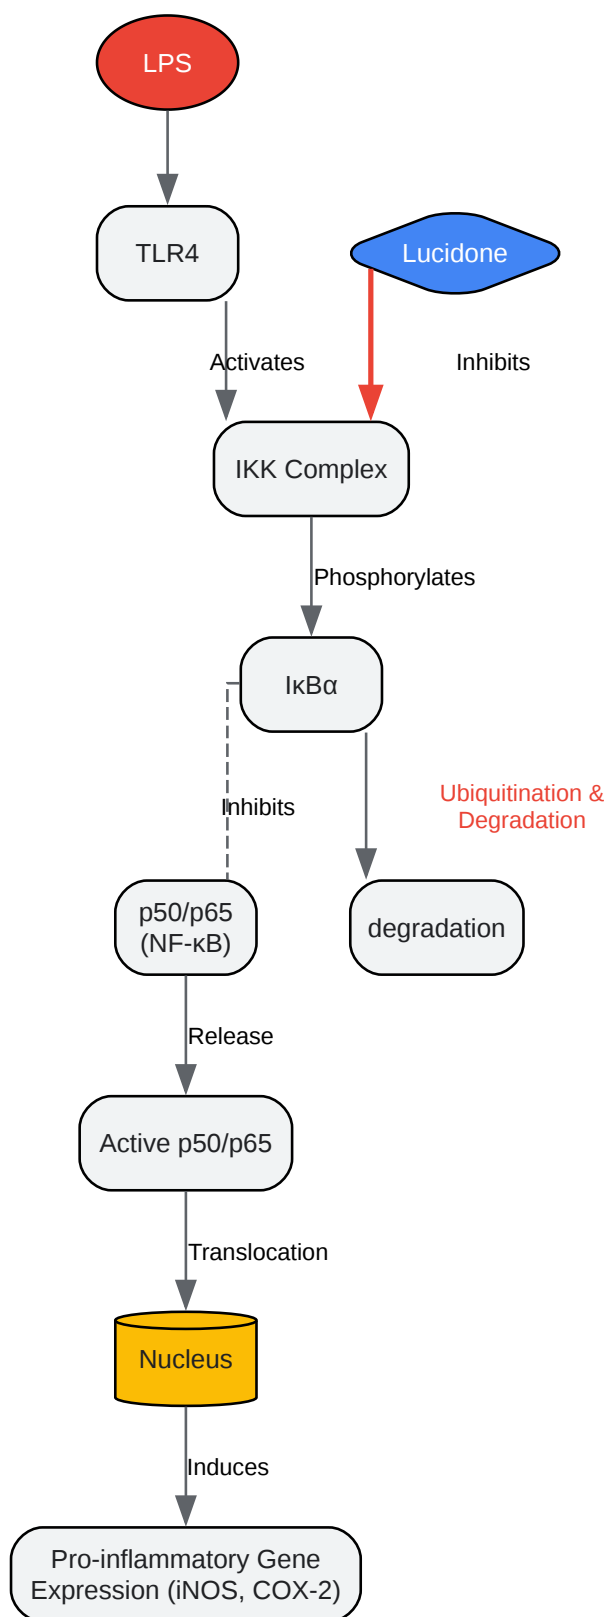 LPS
TLR4
Lucidone
Activates
Inhibits
IKK Complex
Phosphorylates
IκBα
Inhibits
Ubiquitination &
Degradation
p50/p65
(NF-κB)
degradation
Release
Active p50/p65
Translocation
Nucleus
Induces
Pro-inflammatory Gene
Expression (iNOS, COX-2)